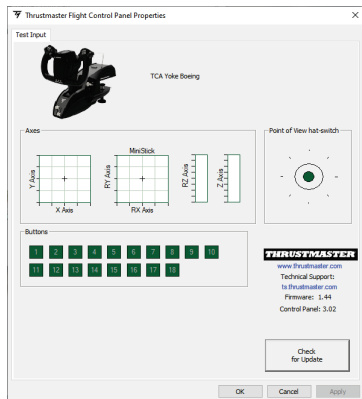 Thrustmaster Flight Control Panel Properties
Test Input
TCA Yoke Boeing
Axes
Point of View hat-switch
MiniStick
Y Axis
X Axis
RY Axis
RX Axis
RZ Axis
Z Axis
Buttons
1 2 3 4 5 6 7 8 9 10
11 12 13 14 15 16 17 18
THRUSTMASTER
www.thrustmaster.com
Technical Support:
ts.thrustmaster.com
Firmware: 1.44
Control Panel: 3.02
Check
for Update
OK Cancel Apply